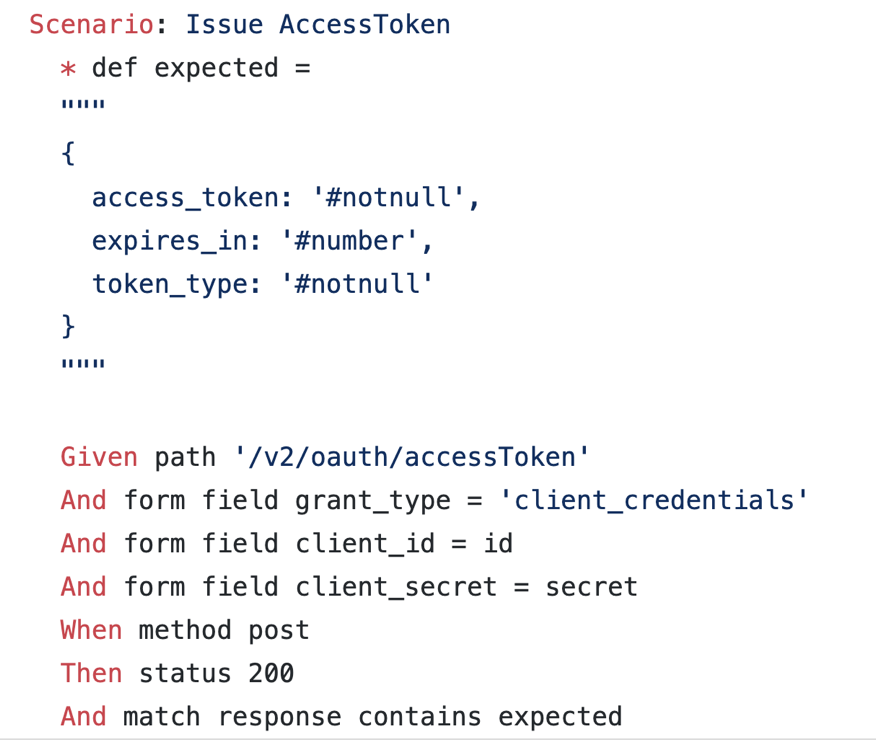 Scenario: Issue AccessToken
* def expected =
"""
{
access_token: '#notnull',
expires_in: '#number',
token_type: '#notnull'
}
"""
Given path '/v2/oauth/accessToken'
And form field grant_type = 'client_credentials'
And form field client_id = id
And form field client_secret = secret
When method post
Then status 200
And match response contains expected